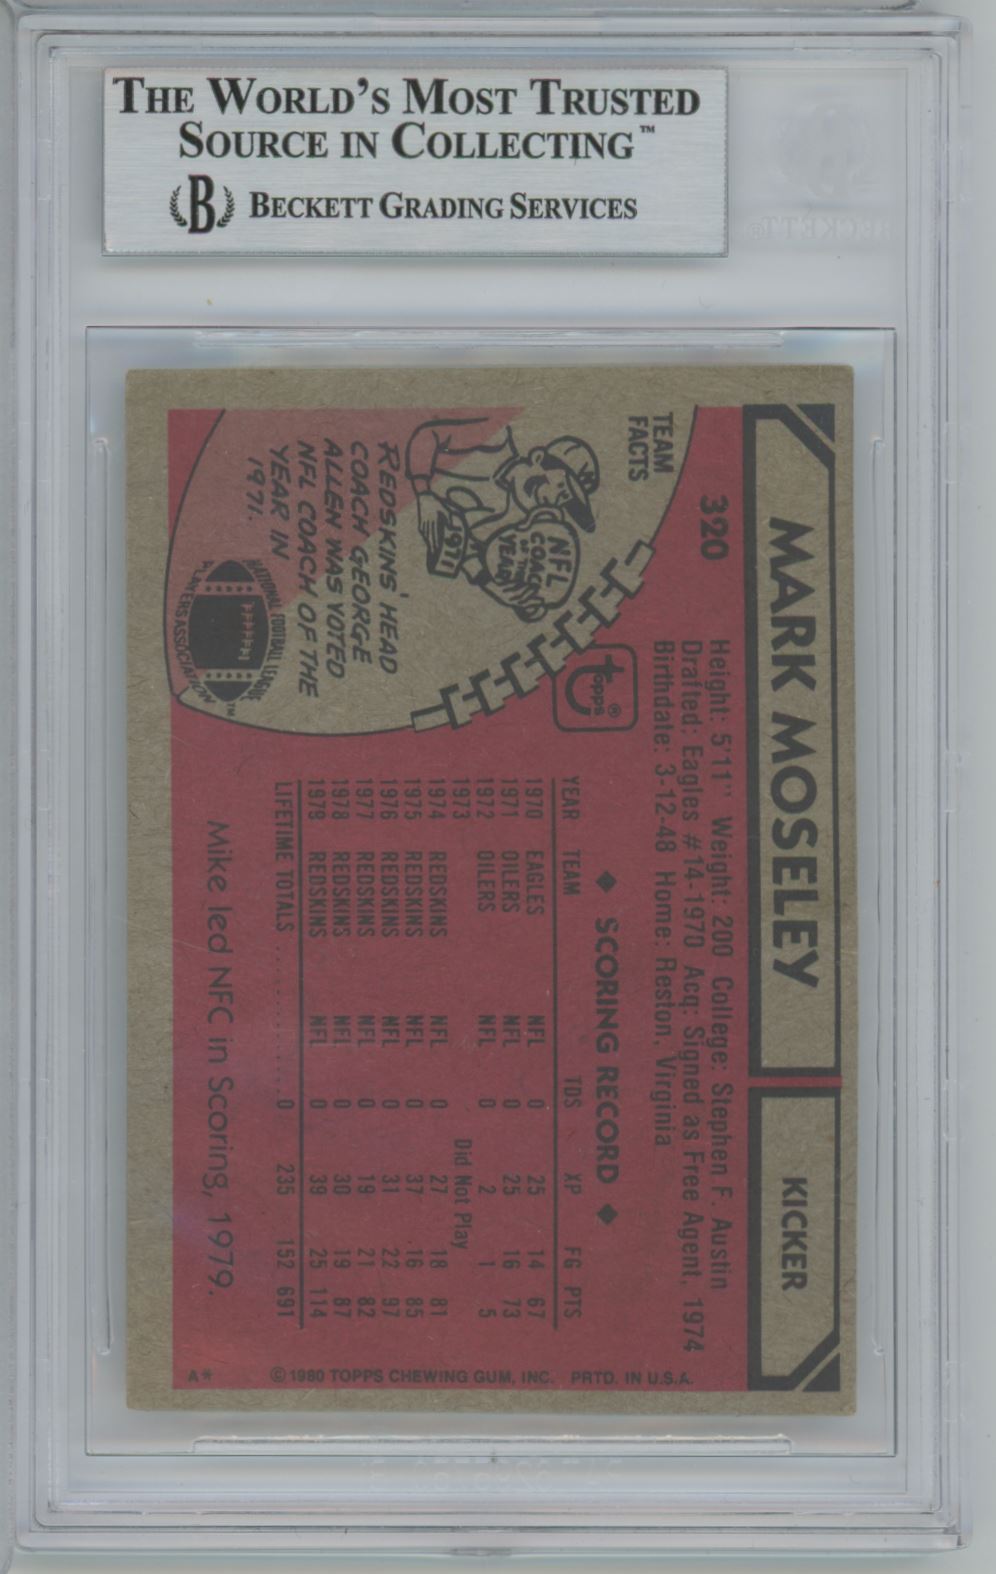 THE WORLD'S MOST TRUSTED
SOURCE IN COLLECTING™
B BECKETT GRADING SERVICES
BECKETT®
MARK MOSELEY
KICKER
320
Height: 5'11" Weight: 200 College: Stephen F. Austin
Drafted: Eagles #14-1970 Acq: Signed as Free Agent, 1974
Birthdate: 3-12-48 Home: Reston, Virginia
TEAM
FACTS
NFL
COACH
OF THE
YEAR
1971
REDSKINS' HEAD
COACH GEORGE
ALLEN WAS VOTED
NFL COACH OF THE
YEAR IN
1971.
NATIONAL FOOTBALL LEAGUE
PLAYERS ASSOCIATION™
topps®
◆ SCORING RECORD ◆
YEAR TEAM TDS XP FG PTS
1970 EAGLES NFL 0 25 14 67
1971 OILERS NFL 0 25 16 73
1972 OILERS NFL 0 2 1 5
1973 Did Not Play
1974 REDSKINS NFL 0 27 18 81
1975 REDSKINS NFL 0 37 16 85
1976 REDSKINS NFL 0 31 22 97
1977 REDSKINS NFL 0 19 21 82
1978 REDSKINS NFL 0 30 19 87
1979 REDSKINS NFL 0 39 25 114
LIFETIME TOTALS ............ 0 235 152 691
Mike led NFC in Scoring, 1979.
A* © 1980 TOPPS CHEWING GUM, INC. PRTD. IN U.S.A.